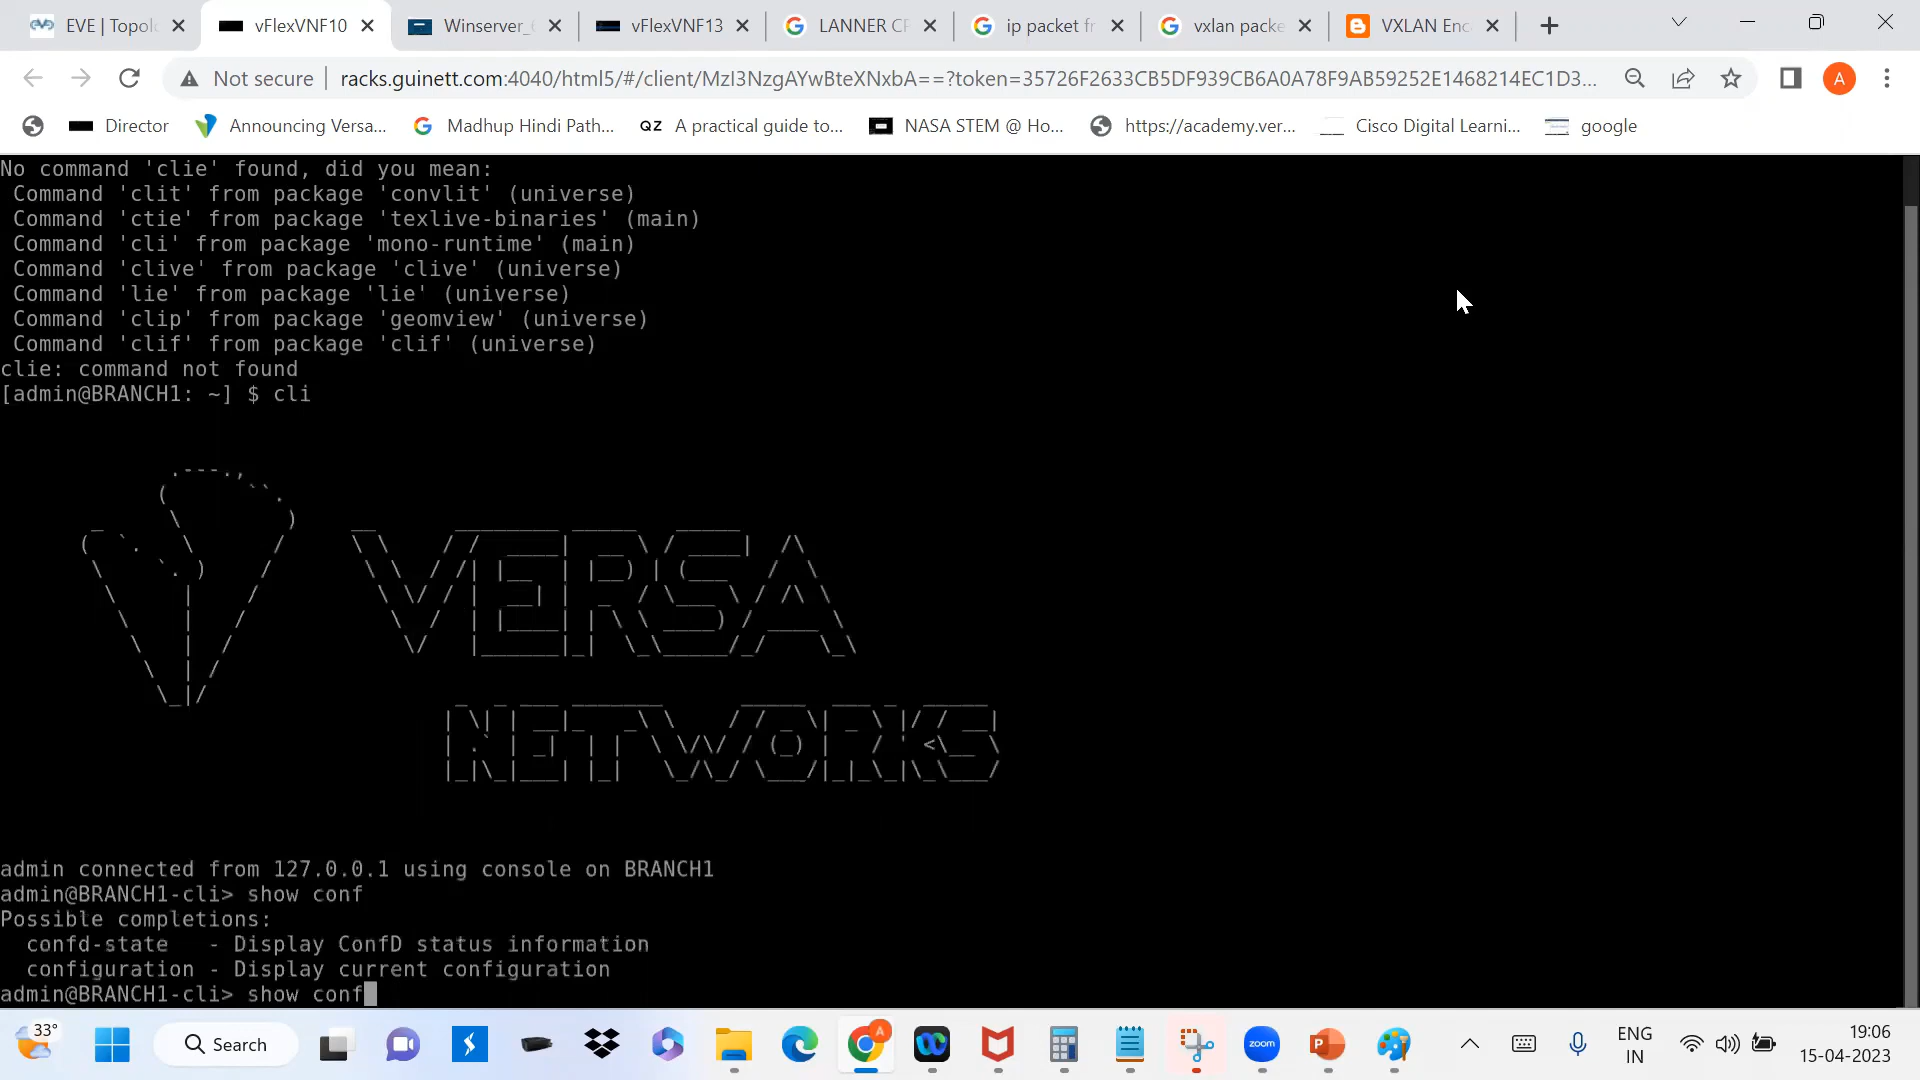 EVE | Topolo
vFlexVNF10
Winserver_6
vFlexVNF13
LANNER CP
ip packet fr
vxlan packe
VXLAN Enc
Not secure
racks.guinett.com:4040/html5/#/client/MzI3NzgAYwBteXNxbA==?token=35726F2633CB5DF939CB6A0A78F9AB59252E1468214EC1D3...
A
Director
Announcing Versa...
Madhup Hindi Path...
QZ A practical guide to...
NASA STEM @ Ho...
https://academy.ver...
Cisco Digital Learni...
google
No command 'clie' found, did you mean:
Command 'clit' from package 'convlit' (universe)
Command 'ctie' from package 'texlive-binaries' (main)
Command 'cli' from package 'mono-runtime' (main)
Command 'clive' from package 'clive' (universe)
Command 'lie' from package 'lie' (universe)
Command 'clip' from package 'geomview' (universe)
Command 'clif' from package 'clif' (universe)
clie: command not found
[admin@BRANCH1: ~] $ cli
VERSA
NETWORKS
admin connected from 127.0.0.1 using console on BRANCH1
admin@BRANCH1-cli> show conf
Possible completions:
confd-state - Display ConfD status information
configuration - Display current configuration
admin@BRANCH1-cli> show conf
33°
Search
A
zoom
P
ENG
IN
19:06
15-04-2023